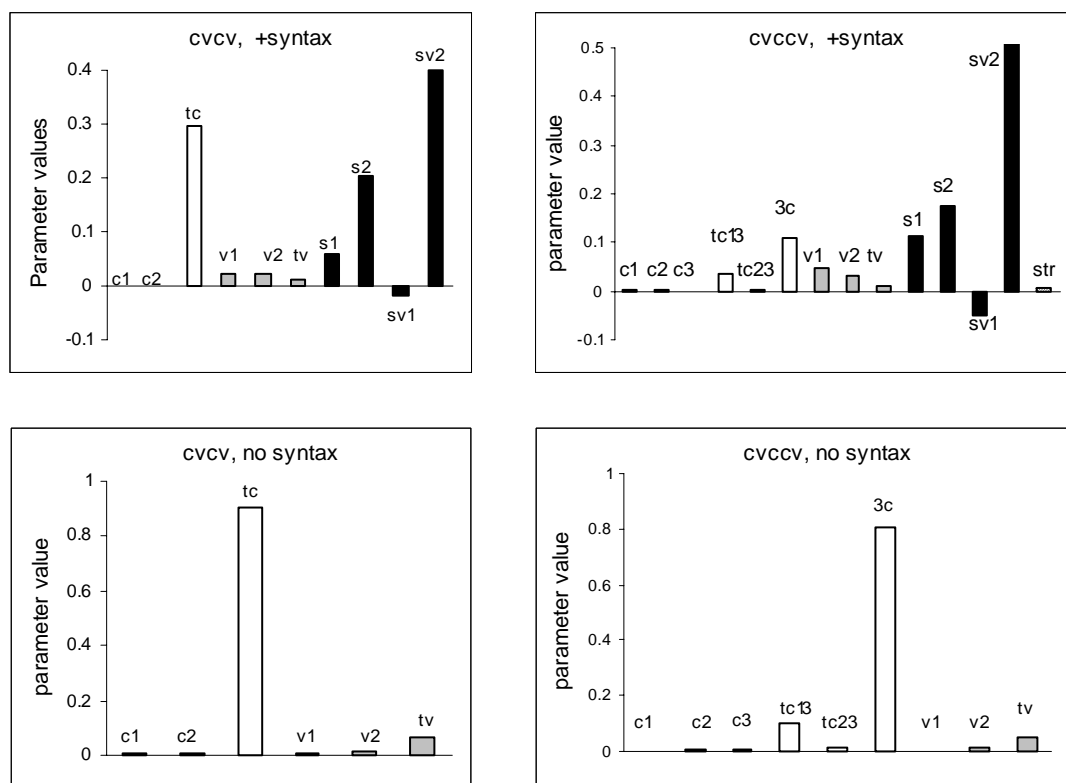 cvcv, +syntax
Parameter values
0.4
0.3
0.2
0.1
0
-0.1
c1 c2 tc v1 v2 tv s1 s2 sv1 sv2
cvccv, +syntax
parameter value
0.5
0.4
0.3
0.2
0.1
0
-0.1
c1 c2 c3 tc13 tc23 3c v1 v2 tv s1 s2 sv1 sv2 str
cvcv, no syntax
parameter value
1
0.8
0.6
0.4
0.2
0
c1 c2 tc v1 v2 tv
cvccv, no syntax
parameter value
1
0.8
0.6
0.4
0.2
0
c1 c2 c3 tc13 tc23 3c v1 v2 tv